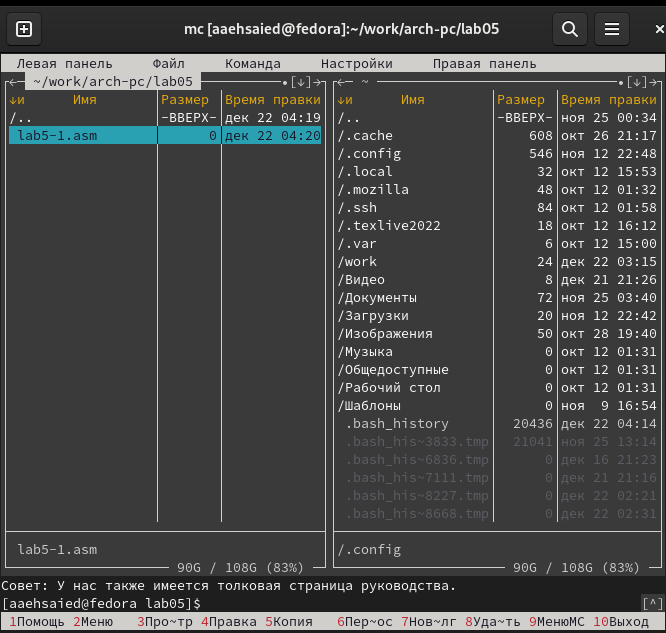 mc [aaehsaied@fedora]:~/work/arch-pc/lab05
Левая панель Файл Команда Настройки Правая панель
~/work/arch-pc/lab05 .[↓]
↓и Имя Размер Время правки
/.. -ВВЕРХ- дек 22 04:19
lab5-1.asm 0 дек 22 04:20
lab5-1.asm
90G / 108G (83%)
~ .[↓]
↓и Имя Размер Время правки
/.. -ВВЕРХ- ноя 25 00:34
/.cache 608 окт 26 21:17
/.config 546 ноя 12 22:48
/.local 32 окт 12 15:53
/.mozilla 48 окт 12 01:32
/.ssh 84 окт 12 01:58
/.texlive2022 18 окт 12 16:12
/.var 6 окт 12 15:00
/work 24 дек 22 03:15
/Видео 8 дек 21 21:26
/Документы 72 ноя 25 03:40
/Загрузки 20 ноя 12 22:42
/Изображения 50 окт 28 19:40
/Музыка 0 окт 12 01:31
/Общедоступные 0 окт 12 01:31
/Рабочий стол 0 окт 12 01:31
/Шаблоны 0 ноя 9 16:54
.bash_history 20436 дек 22 04:14
.bash_his~3833.tmp 21041 ноя 25 13:14
.bash_his~6836.tmp 0 дек 16 21:23
.bash_his~7111.tmp 0 дек 21 21:16
.bash_his~8227.tmp 0 дек 22 02:21
.bash_his~8668.tmp 0 дек 22 02:31
/.config
90G / 108G (83%)
Совет: У нас также имеется толковая страница руководства.
[aaehsaied@fedora lab05]$ [^]
1Помощь 2Меню 3Про~тр 4Правка 5Копия 6Пер~ос 7Нов~лг 8Уда~ть 9МенюМС 10Выход